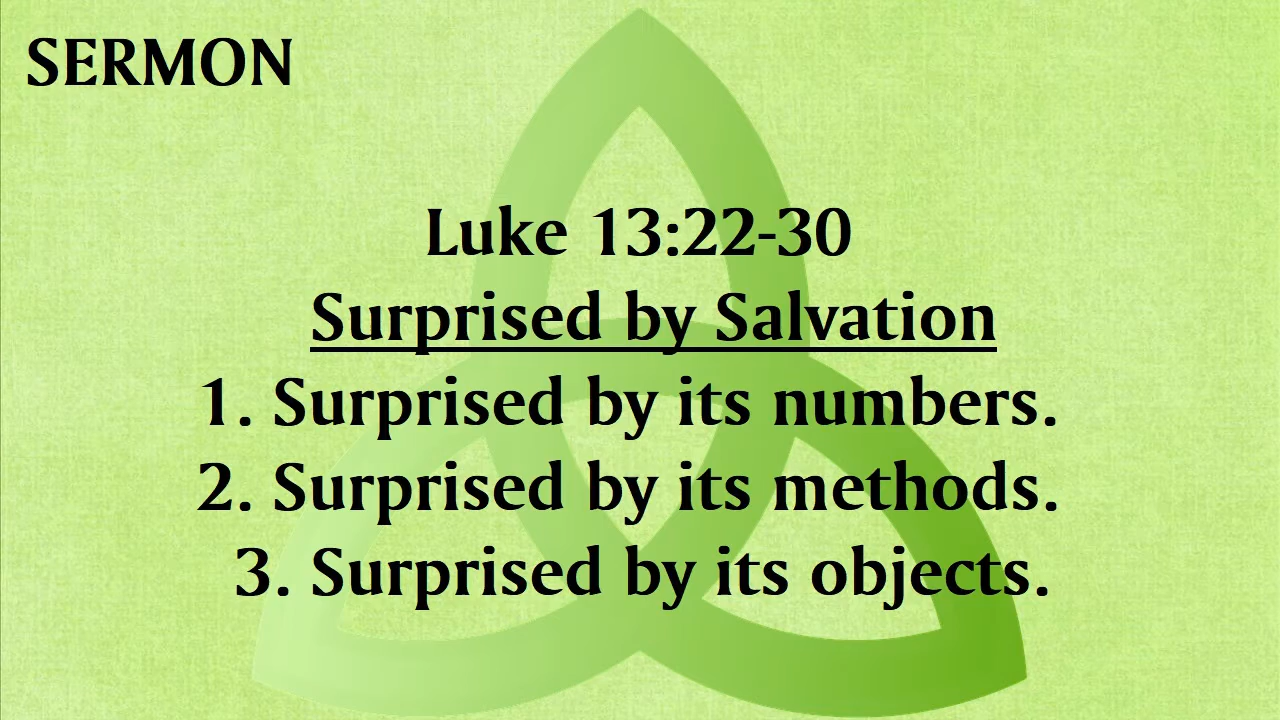 SERMON
Luke 13:22-30
Surprised by Salvation
1. Surprised by its numbers.
2. Surprised by its methods.
3. Surprised by its objects.